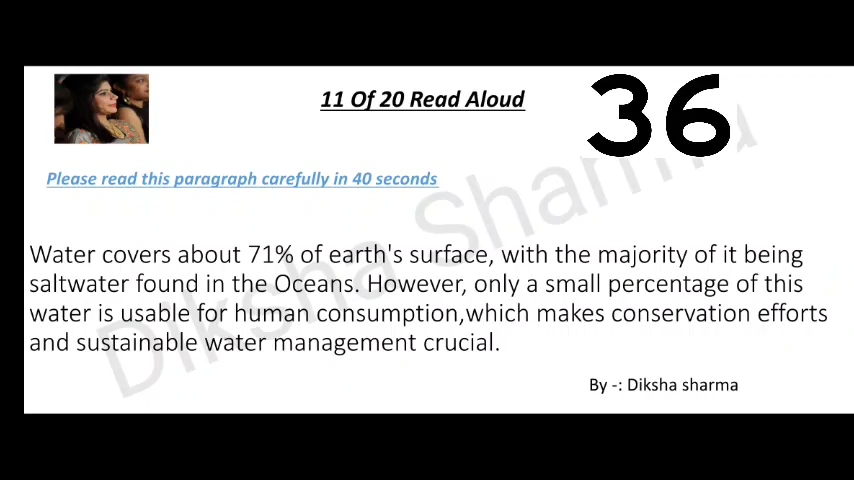 11 Of 20 Read Aloud
36
Please read this paragraph carefully in 40 seconds
Water covers about 71% of earth's surface, with the majority of it being
saltwater found in the Oceans. However, only a small percentage of this
water is usable for human consumption,which makes conservation efforts
and sustainable water management crucial.
By -: Diksha sharma
Diksha Sharma